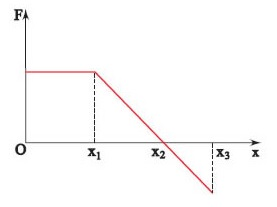 F
O x₁ x₂ x₃ x